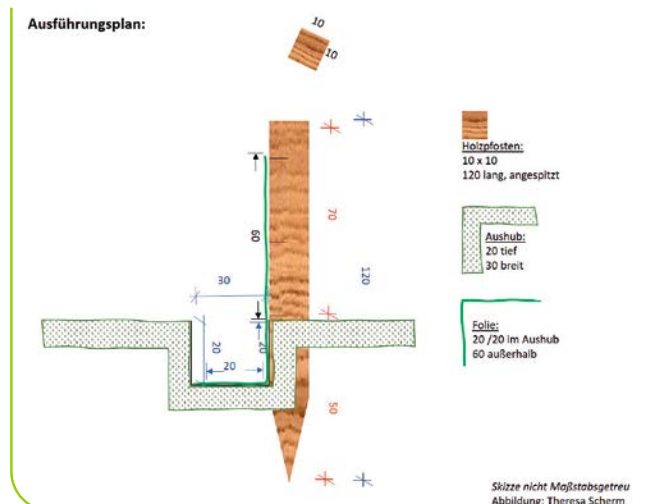 Ausführungsplan:
10
10
Holzpfosten:
10 x 10
120 lang, angespitzt
60
70
Aushub:
20 tief
30 breit
30
120
Folie:
20 /20 im Aushub
60 außerhalb
20
20
20
50
Skizze nicht Maßstabsgetreu
Abbildung: Theresa Scherm